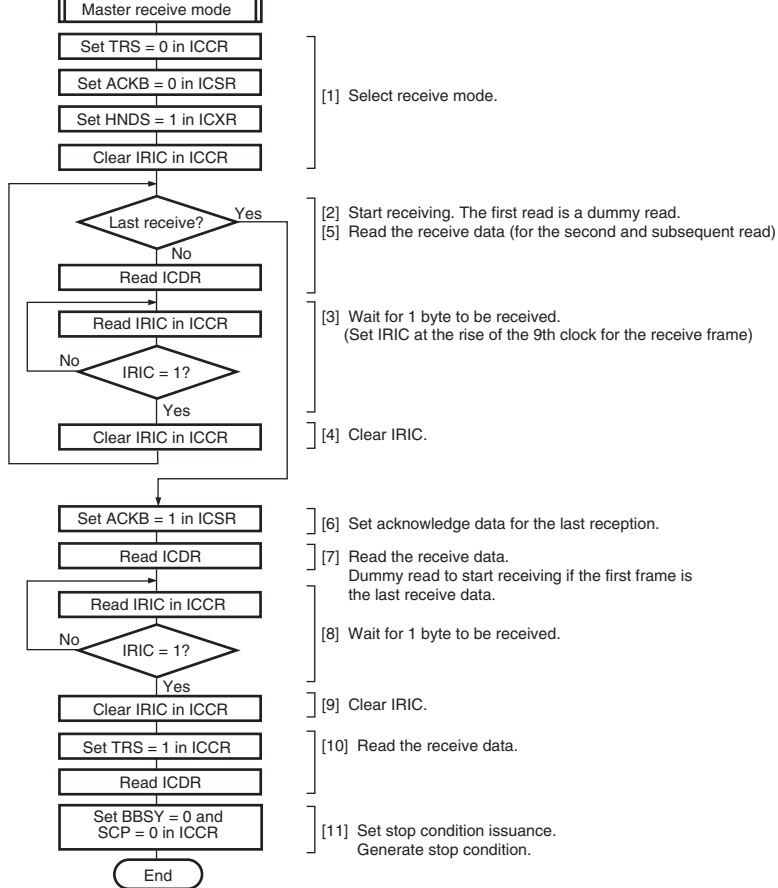 Master receive mode
Set TRS = 0 in ICCR
Set ACKB = 0 in ICSR
[1] Select receive mode.
Set HNDS = 1 in ICXR
Clear IRIC in ICCR
Last receive?
Yes
[2] Start receiving. The first read is a dummy read.
[5] Read the receive data (for the second and subsequent read)
No
Read ICDR
Read IRIC in ICCR
[3] Wait for 1 byte to be received.
(Set IRIC at the rise of the 9th clock for the receive frame)
No
IRIC = 1?
Yes
Clear IRIC in ICCR
[4] Clear IRIC.
Set ACKB = 1 in ICSR
[6] Set acknowledge data for the last reception.
Read ICDR
[7] Read the receive data.
Dummy read to start receiving if the first frame is
the last receive data.
Read IRIC in ICCR
No
IRIC = 1?
[8] Wait for 1 byte to be received.
Yes
Clear IRIC in ICCR
[9] Clear IRIC.
Set TRS = 1 in ICCR
[10] Read the receive data.
Read ICDR
Set BBSY = 0 and
SCP = 0 in ICCR
[11] Set stop condition issuance.
Generate stop condition.
End